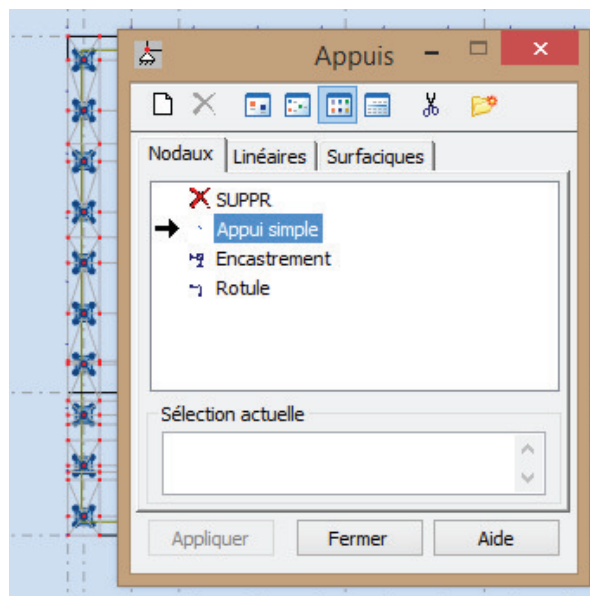 Appuis
Nodaux Linéaires Surfaciques
SUPPR
Appui simple
Encastrement
Rotule
Sélection actuelle
Appliquer Fermer Aide